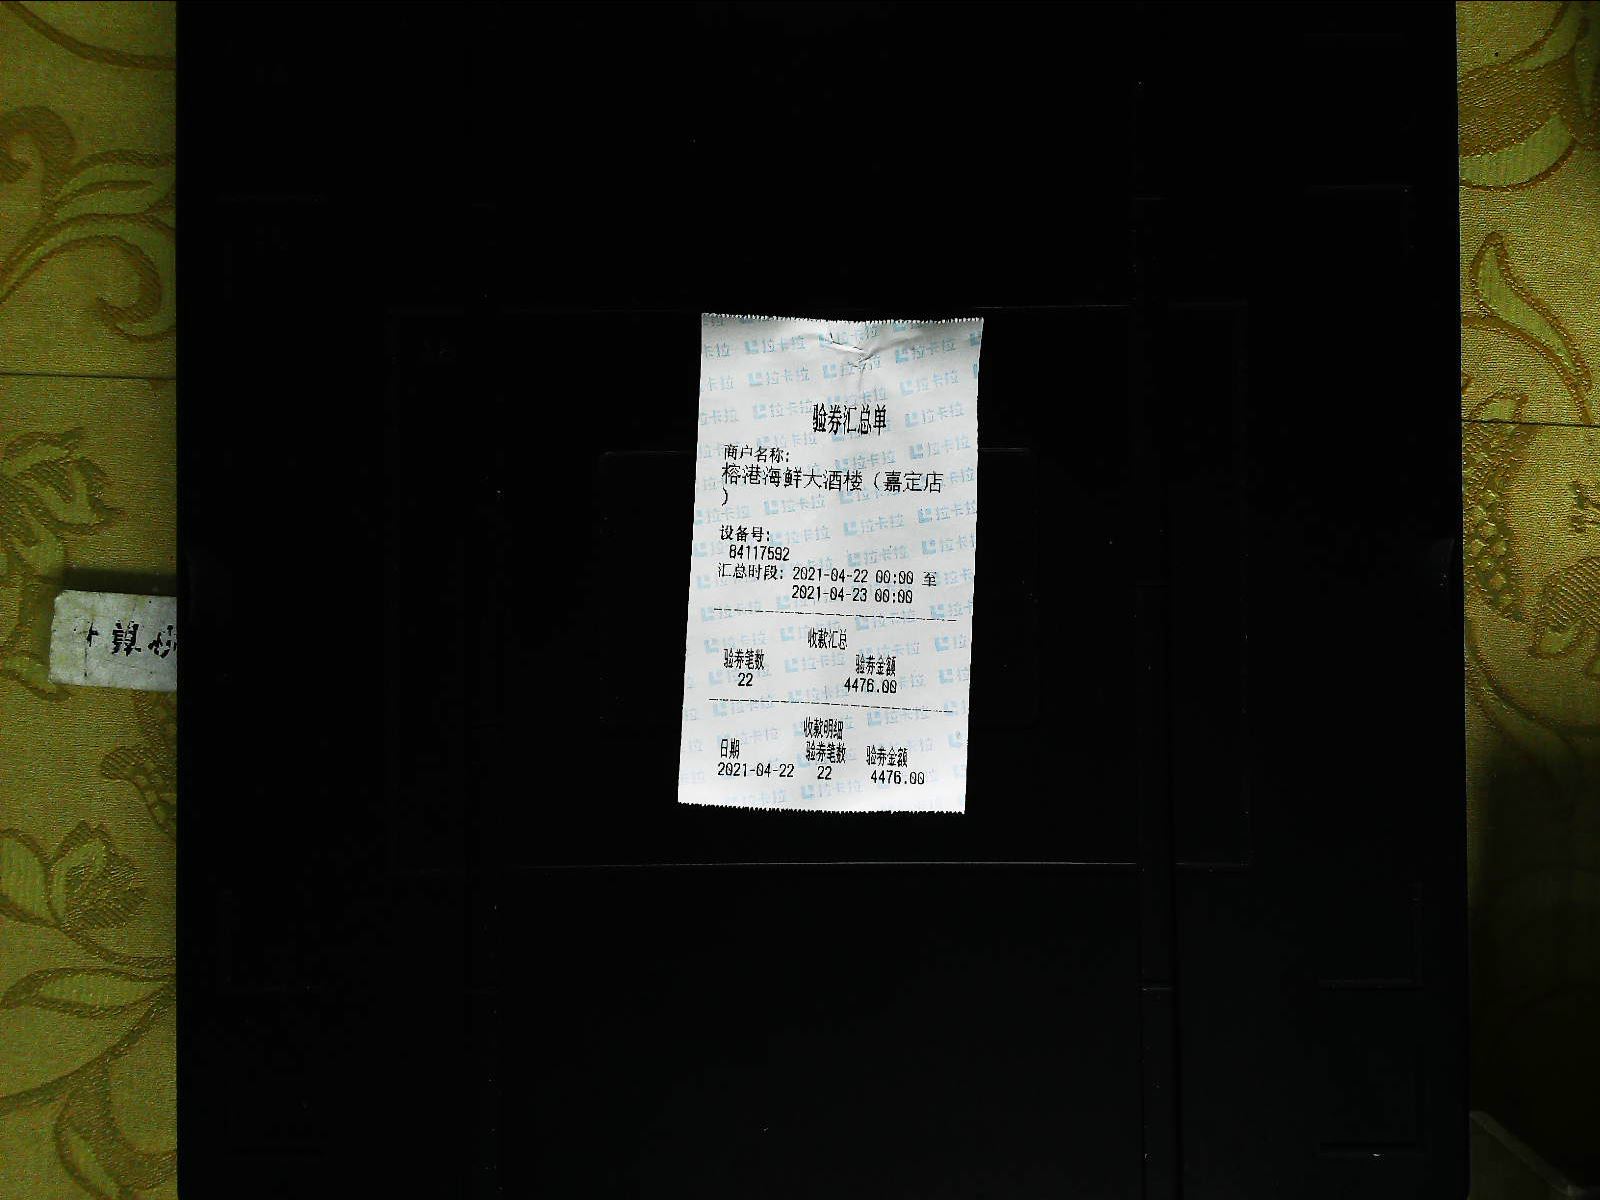 验券汇总单
商户名称:
榕港海鲜大酒楼（嘉定店
）
设备号:
84117592
汇总时段: 2021-04-22 00:00 至
2021-04-23 00:00
收款汇总
验券笔数 验券金额
22 4476.00
收款明细
日期 验券笔数 验券金额
2021-04-22 22 4476.00
拉卡拉